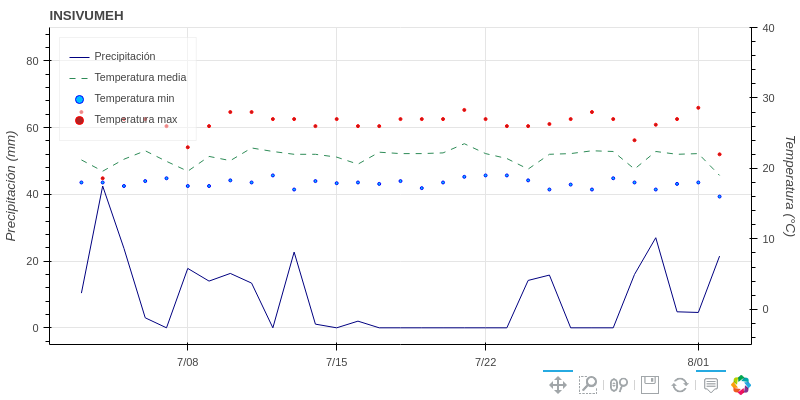 INSIVUMEH
Precipitación
Temperatura media
Temperatura min
Temperatura max
Precipitación (mm)
80
60
40
20
0
40
30
20
10
0
Temperatura (°C)
7/08
7/15
7/22
8/01